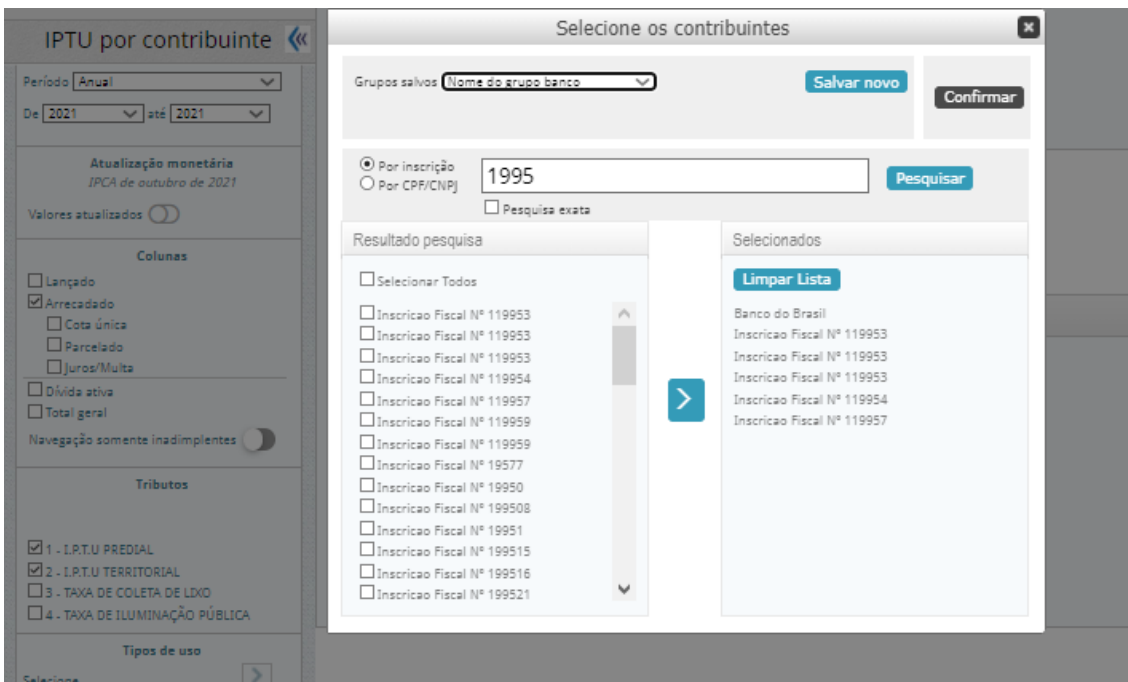 IPTU por contribuinte
Período Anual
De 2021 até 2021
Atualização monetária
IPCA de outubro de 2021
Valores atualizados
Colunas
Lançado
Arrecadado
Cota única
Parcelado
Juros/Multa
Dívida ativa
Total geral
Navegação somente inadimplentes
Tributos
1 - I.P.T.U PREDIAL
2 - I.P.T.U TERRITORIAL
3 - TAXA DE COLETA DE LIXO
4 - TAXA DE ILUMINAÇÃO PÚBLICA
Tipos de uso
Selecione
Selecione os contribuintes
Grupos salvos Nome do grupo banco
Salvar novo
Confirmar
Por inscrição
Por CPF/CNPJ
1995
Pesquisar
Pesquisa exata
Resultado pesquisa
Selecionar Todos
Inscricao Fiscal Nº 119953
Inscricao Fiscal Nº 119953
Inscricao Fiscal Nº 119953
Inscricao Fiscal Nº 119954
Inscricao Fiscal Nº 119957
Inscricao Fiscal Nº 119959
Inscricao Fiscal Nº 119959
Inscricao Fiscal Nº 19577
Inscricao Fiscal Nº 19950
Inscricao Fiscal Nº 199508
Inscricao Fiscal Nº 19951
Inscricao Fiscal Nº 199515
Inscricao Fiscal Nº 199516
Inscricao Fiscal Nº 199521
Selecionados
Limpar Lista
Banco do Brasil
Inscricao Fiscal Nº 119953
Inscricao Fiscal Nº 119953
Inscricao Fiscal Nº 119953
Inscricao Fiscal Nº 119954
Inscricao Fiscal Nº 119957